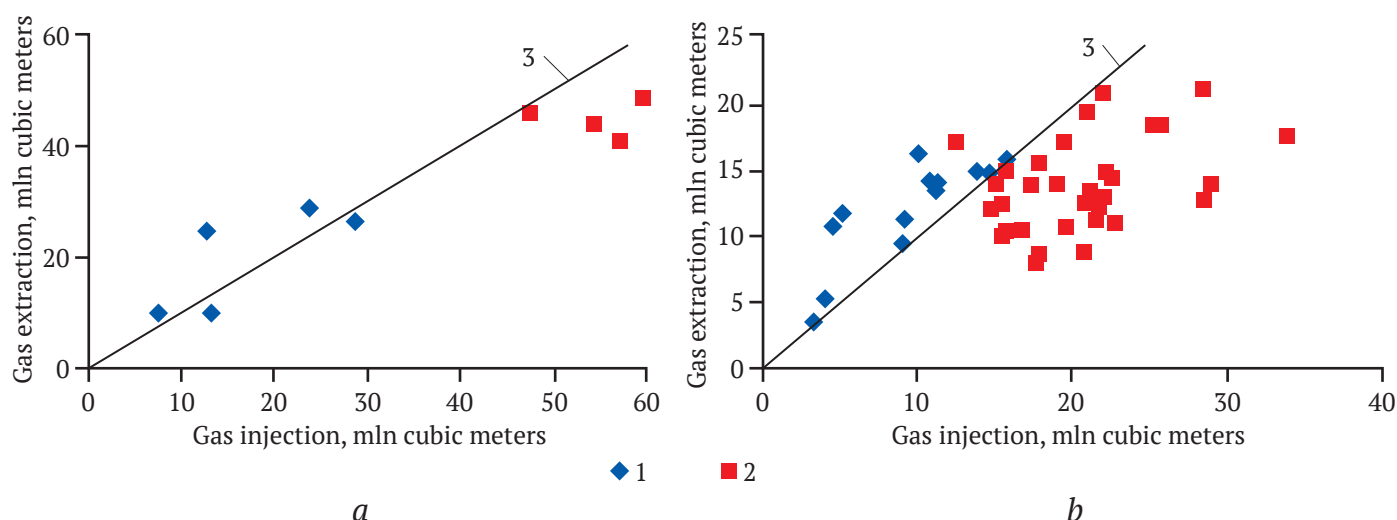 Gas extraction, mln cubic meters
60
40
20
0
0 10 20 30 40 50 60
Gas injection, mln cubic meters
3
a
Gas extraction, mln cubic meters
25
20
15
10
5
0
0 10 20 30 40
Gas injection, mln cubic meters
3
b
1 2